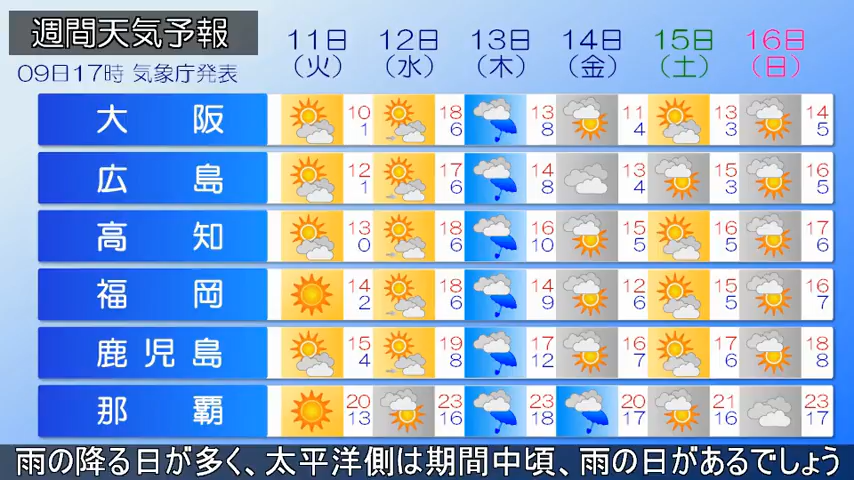 週間天気予報
09日17時 気象庁発表
11日 12日 13日 14日 15日 16日
(火) (水) (木) (金) (土) (日)
大阪 10 1 18 6 13 8 11 4 13 3 14 5
広島 12 1 17 6 14 8 13 4 15 3 16 5
高知 13 0 18 6 16 10 15 5 16 5 17 6
福岡 14 2 18 6 14 9 12 6 15 5 16 7
鹿児島 15 4 19 8 17 12 16 7 17 6 18 8
那覇 20 13 23 16 23 18 20 17 21 16 23 17
雨の降る日が多く、太平洋側は期間中頃、雨の日があるでしょう